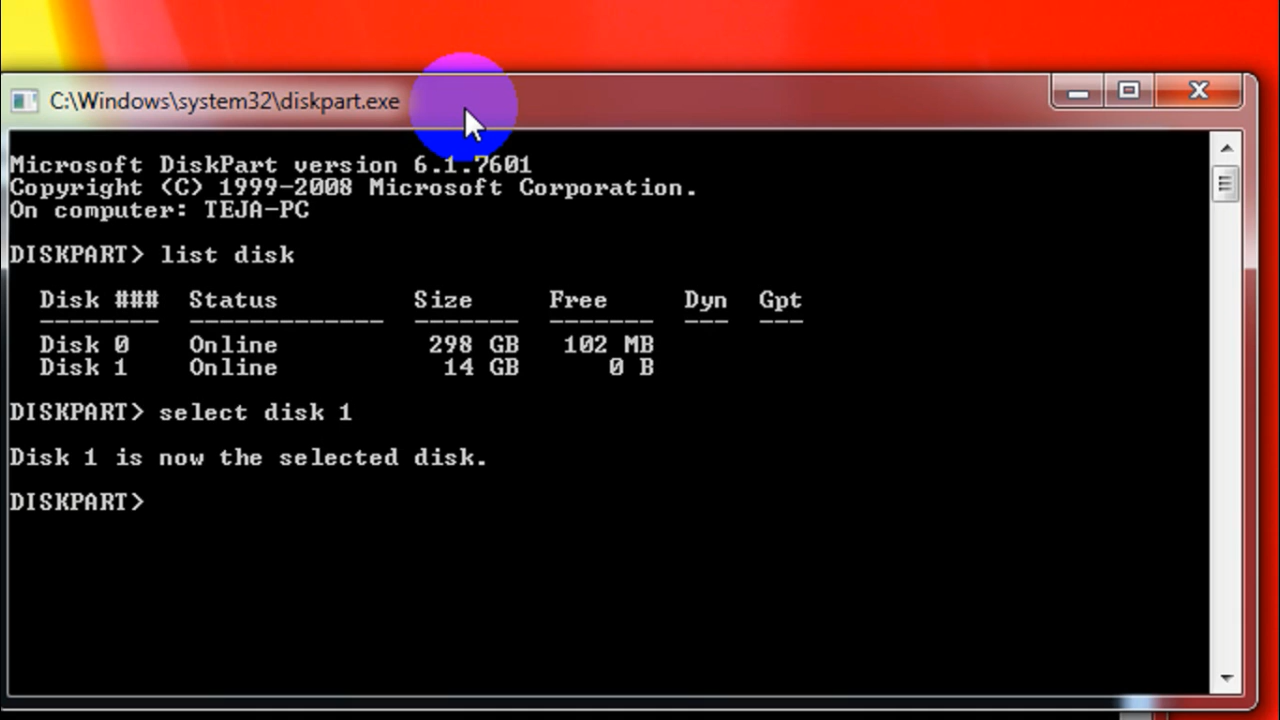 C:\Windows\system32\diskpart.exe
Microsoft DiskPart version 6.1.7601
Copyright (C) 1999-2008 Microsoft Corporation.
On computer: TEJA-PC
DISKPART> list disk
Disk ### Status Size Free Dyn Gpt
-------- ------------- ------- ------- --- ---
Disk 0 Online 298 GB 102 MB
Disk 1 Online 14 GB 0 B
DISKPART> select disk 1
Disk 1 is now the selected disk.
DISKPART>